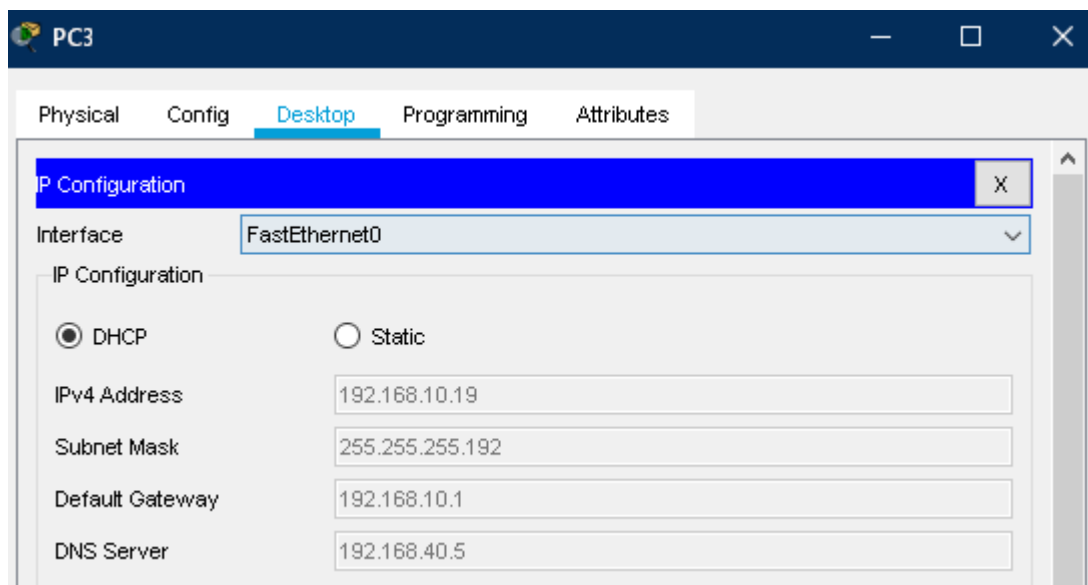 PC3
Physical Config Desktop Programming Attributes
IP Configuration X
Interface FastEthernet0
IP Configuration
DHCP Static
IPv4 Address 192.168.10.19
Subnet Mask 255.255.255.192
Default Gateway 192.168.10.1
DNS Server 192.168.40.5